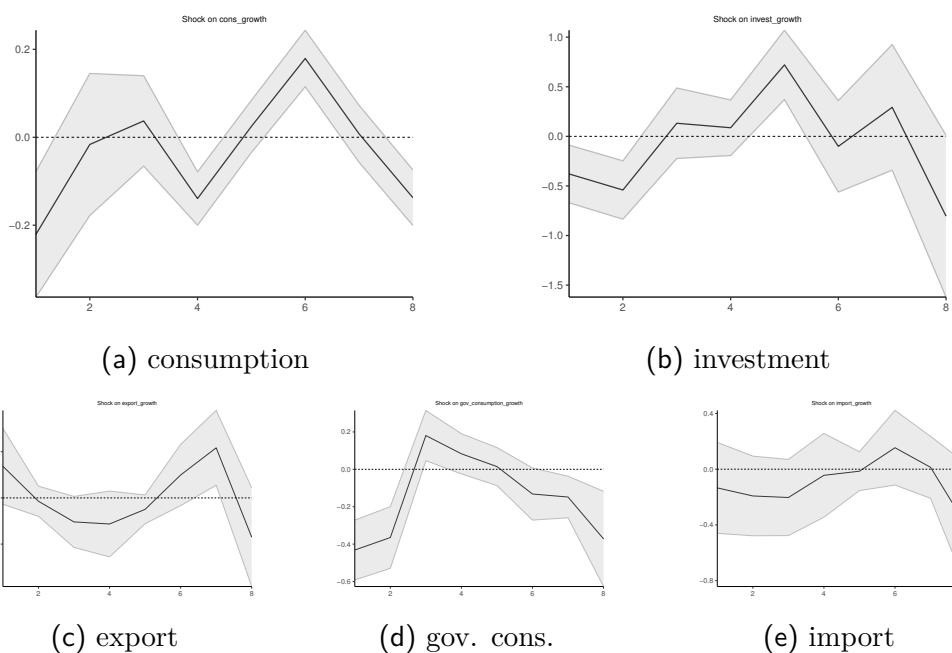 Shock on cons_growth
0.2
0.0
−0.2
2 4 6 8
(a) consumption
Shock on invest_growth
1.0
0.5
0.0
−0.5
−1.0
−1.5
2 4 6 8
(b) investment
Shock on export_growth
2 4 6 8
(c) export
Shock on gov_consumption_growth
0.2
0.0
−0.2
−0.4
−0.6
2 4 6 8
(d) gov. cons.
Shock on import_growth
0.4
0.0
−0.4
−0.8
2 4 6 8
(e) import